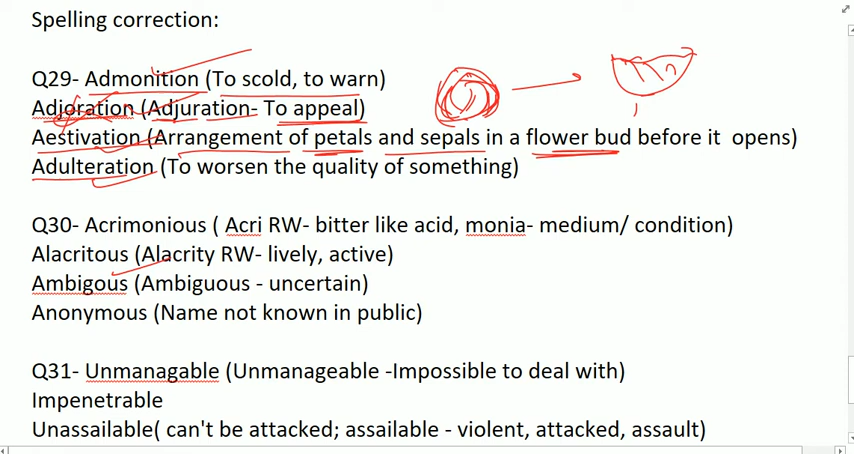 Spelling correction:
Q29- Admonition (To scold, to warn)
Adjoration (Adjuration- To appeal)
Aestivation (Arrangement of petals and sepals in a flower bud before it opens)
Adulteration (To worsen the quality of something)
Q30- Acrimonious ( Acri RW- bitter like acid, monia- medium/ condition)
Alacritous (Alacrity RW- lively, active)
Ambigous (Ambiguous - uncertain)
Anonymous (Name not known in public)
Q31- Unmanagable (Unmanageable -Impossible to deal with)
Impenetrable
Unassailable( can't be attacked; assailable - violent, attacked, assault)